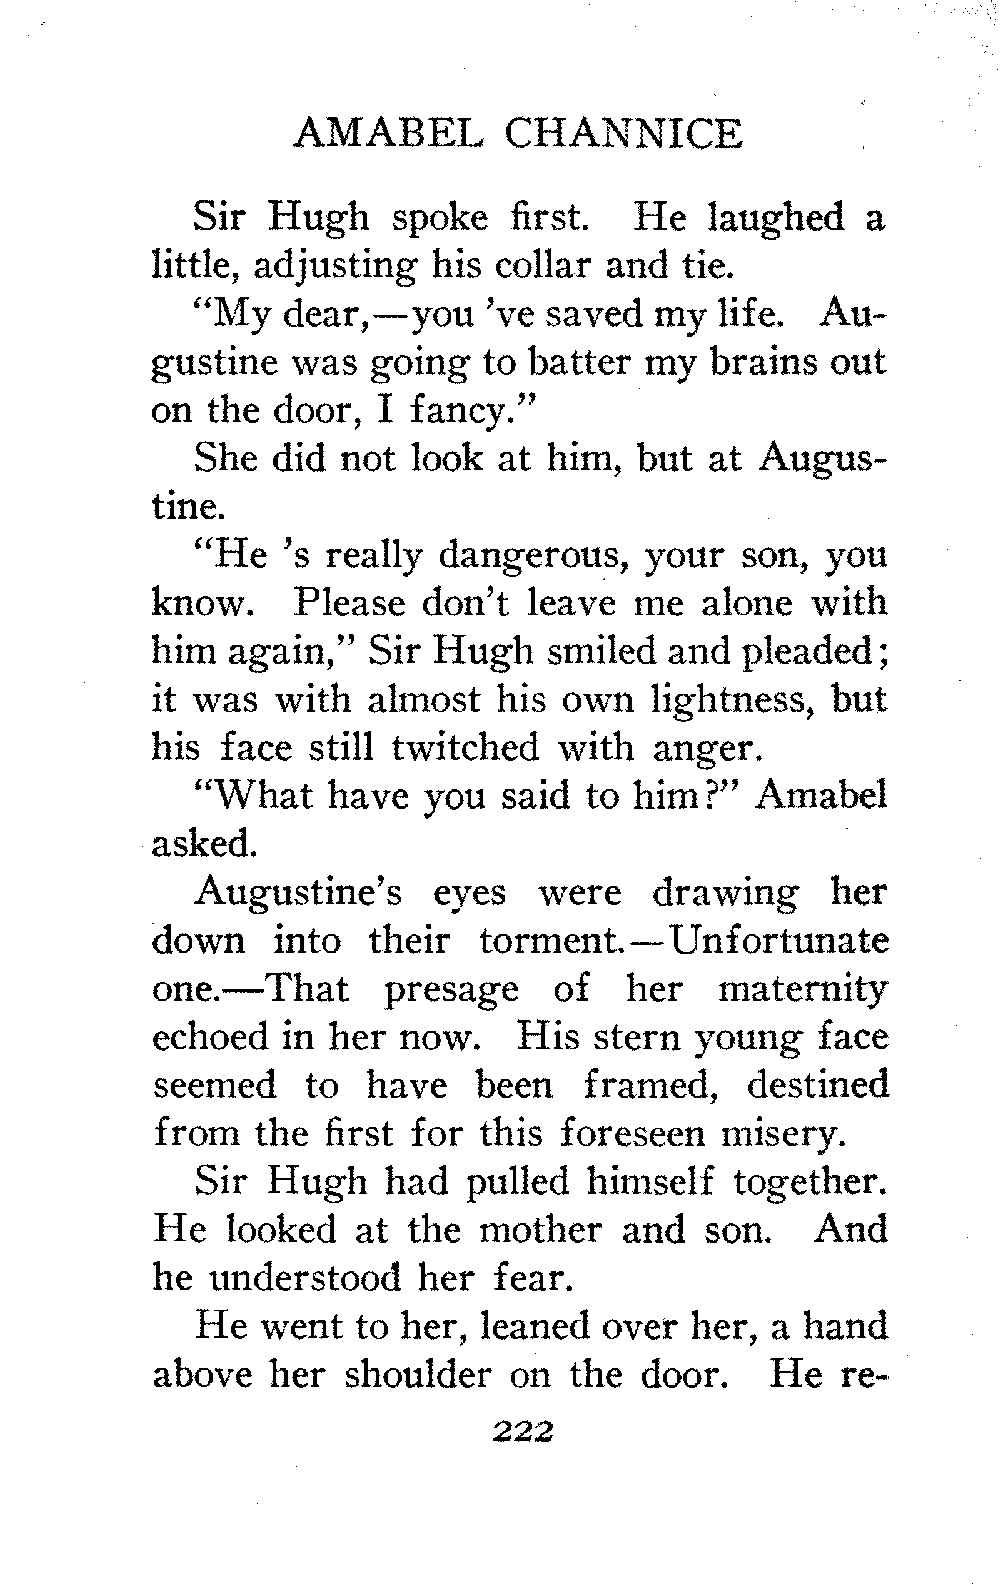 AMABEL CHANNICE
Sir Hugh spoke first. He laughed a
little, adjusting his collar and tie.
“My dear,—you ’ve saved my life. Au-
gustine was going to batter my brains out
on the door, I fancy.”
She did not look at him, but at Augus-
tine.
“He ’s really dangerous, your son, you
know. Please don’t leave me alone with
him again,” Sir Hugh smiled and pleaded;
it was with almost his own lightness, but
his face still twitched with anger.
“What have you said to him?” Amabel
asked.
Augustine’s eyes were drawing her
down into their torment.—Unfortunate
one.—That presage of her maternity
echoed in her now. His stern young face
seemed to have been framed, destined
from the first for this foreseen misery.
Sir Hugh had pulled himself together.
He looked at the mother and son. And
he understood her fear.
He went to her, leaned over her, a hand
above her shoulder on the door. He re-
222